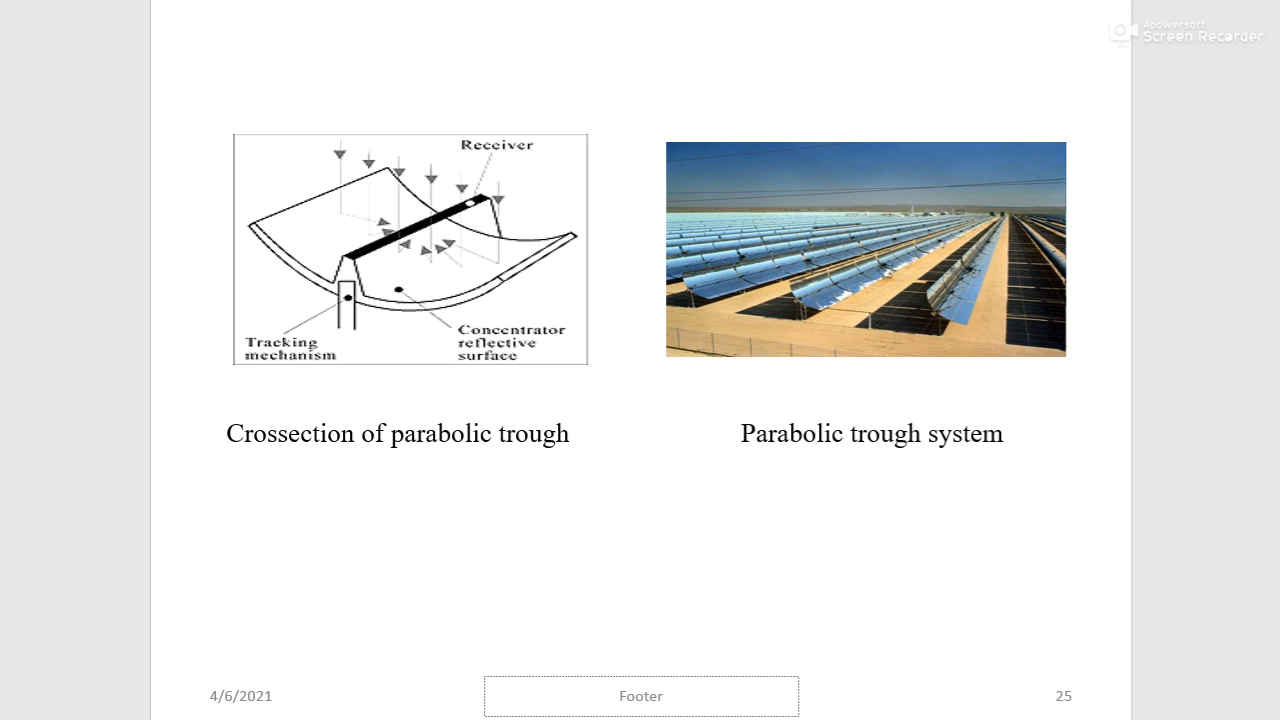 Apowersoft
Screen Recorder
Receiver
Concentrator
reflective
surface
Tracking
mechanism
Crossection of parabolic trough
Parabolic trough system
4/6/2021
Footer
25